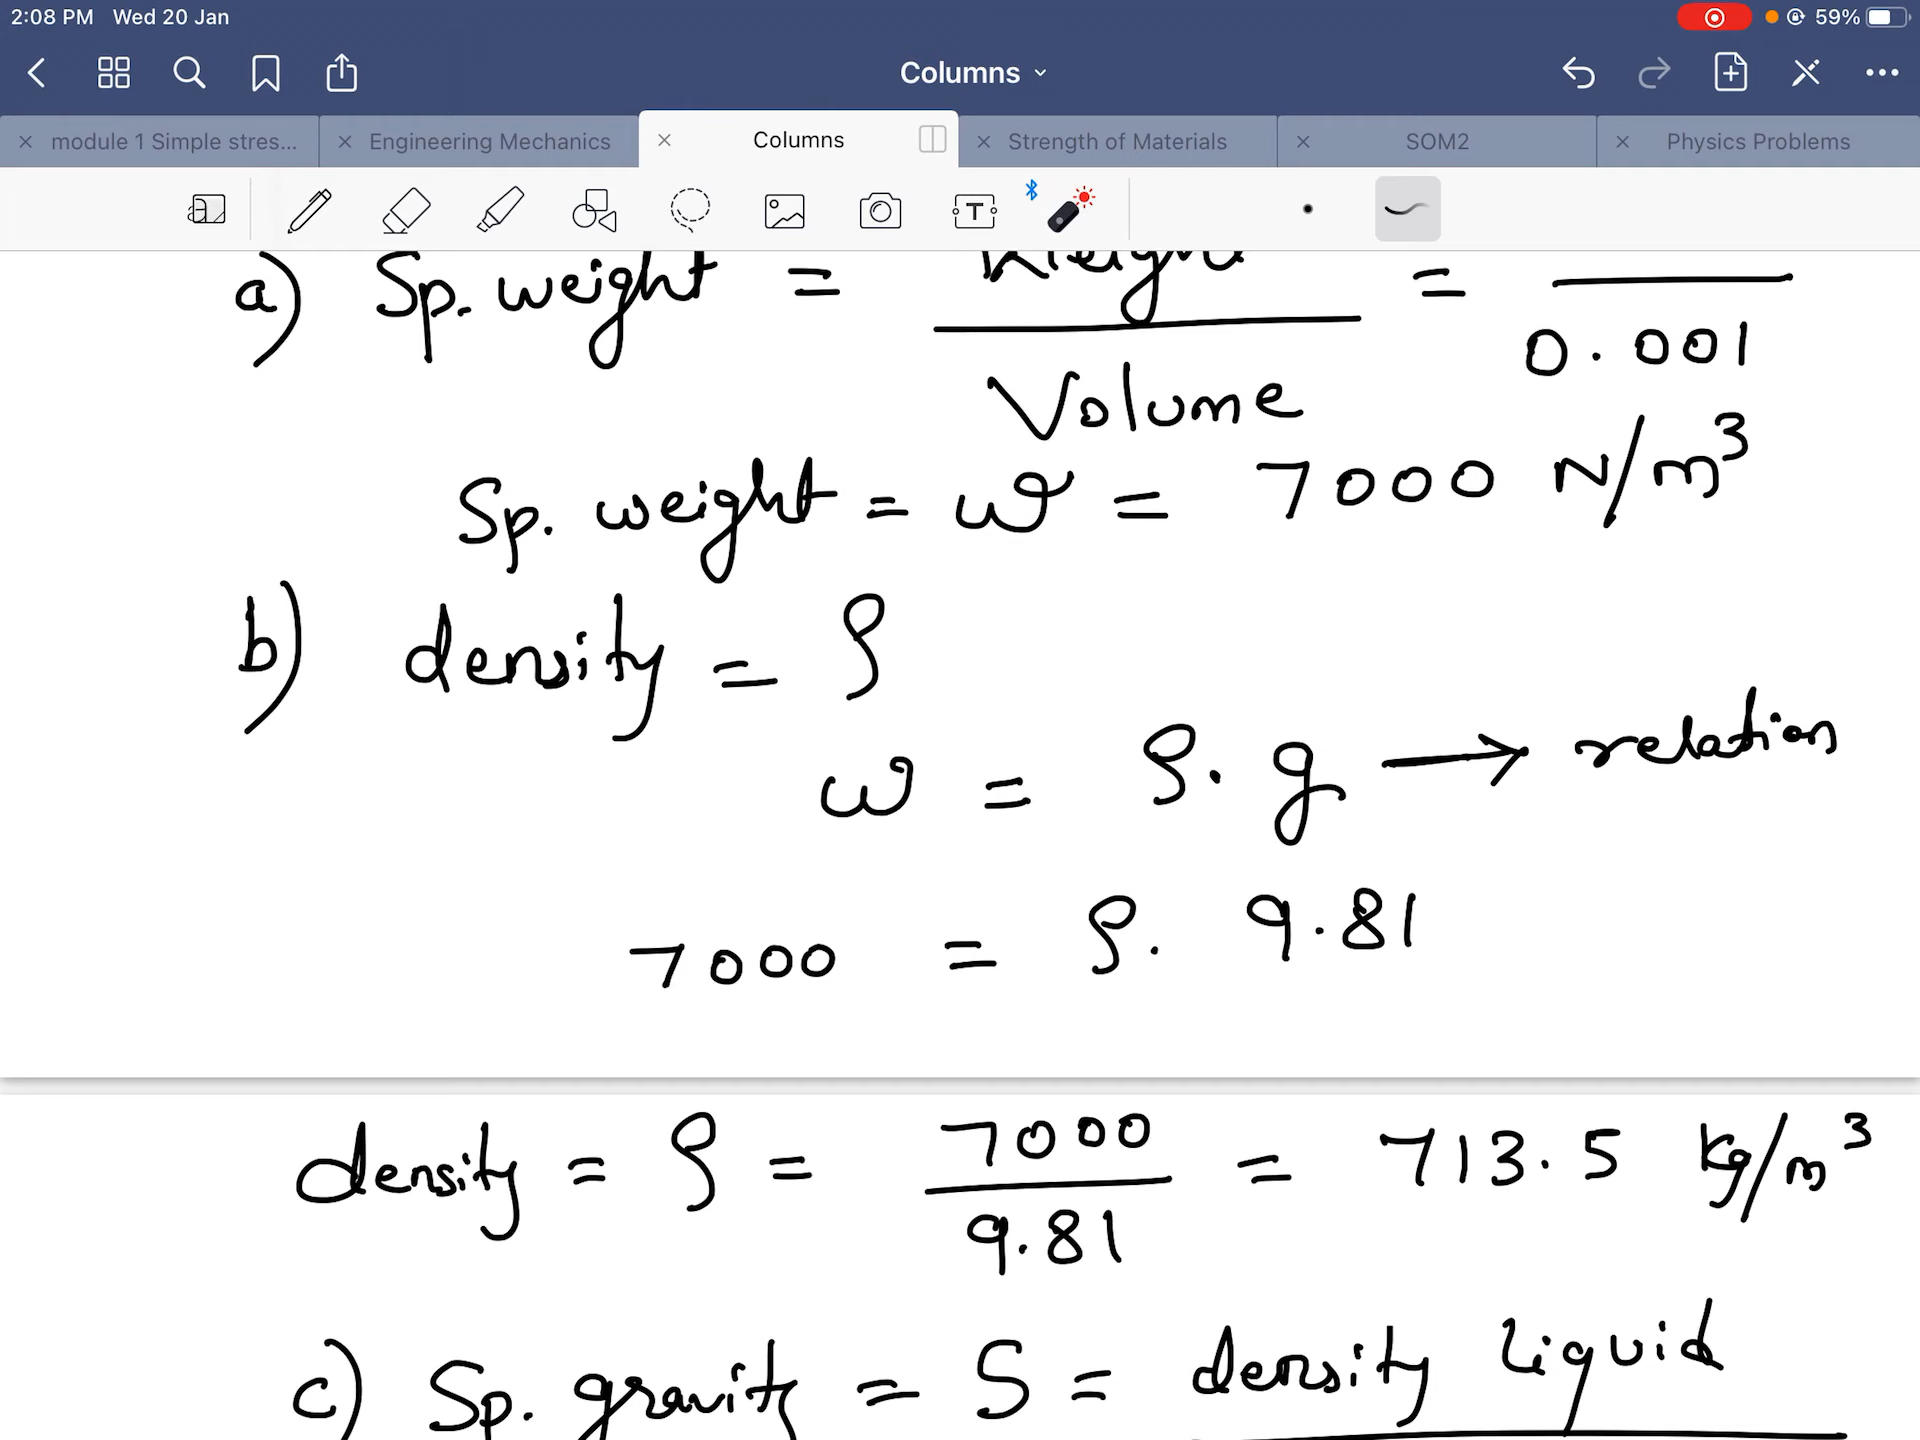 2:08 PM Wed 20 Jan 59%
Columns
module 1 Simple stres... Engineering Mechanics Columns Strength of Materials SOM2 Physics Problems
T
a) Sp. weight = Weight =
Volume 0.001
Sp. weight = w = 7000 N/m³
b) density = ρ
w = ρ. g → relation
7000 = ρ. 9.81
density = ρ = 7000 = 713.5 kg/m³
9.81
c) Sp. gravity = S = density liquid